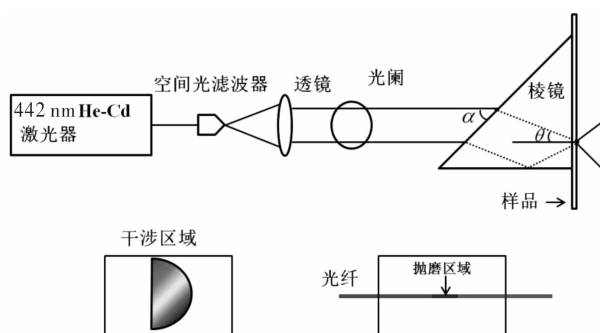 442 nm He-Cd
激光器
空间光滤波器
透镜
光阑
棱镜
α
θ
样品
干涉区域
光纤
抛磨区域